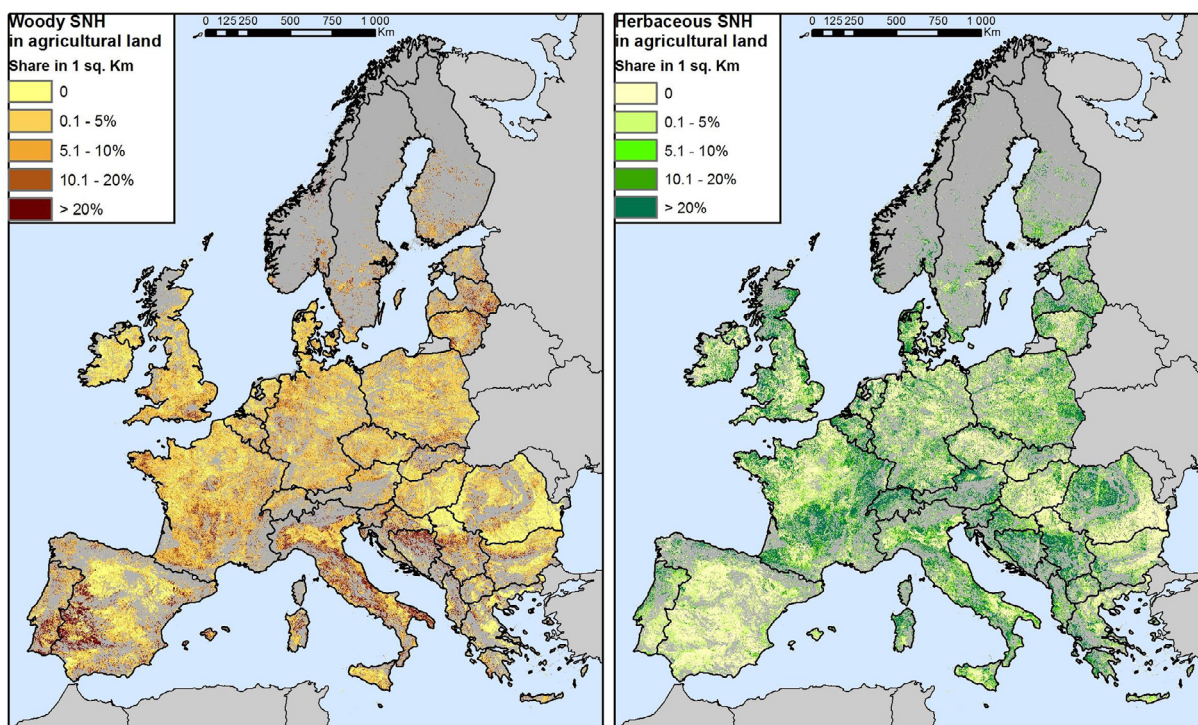 Woody SNH
in agricultural land
Share in 1 sq. Km
0
0.1 - 5%
5.1 - 10%
10.1 - 20%
> 20%
0 125 250 500 750 1 000
Km
Herbaceous SNH
in agricultural land
Share in 1 sq. Km
0
0.1 - 5%
5.1 - 10%
10.1 - 20%
> 20%
0 125 250 500 750 1 000
Km